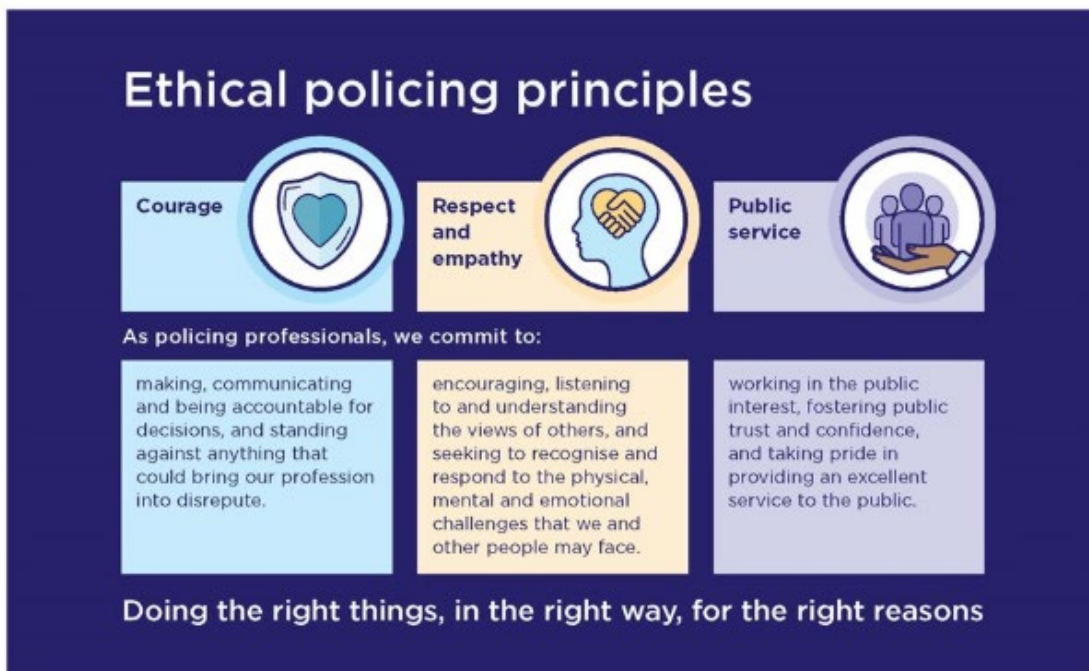 Ethical policing principles
Courage
Respect
and
empathy
Public
service
As policing professionals, we commit to:
making, communicating
and being accountable for
decisions, and standing
against anything that
could bring our profession
into disrepute.
encouraging, listening
to and understanding
the views of others, and
seeking to recognise and
respond to the physical,
mental and emotional
challenges that we and
other people may face.
working in the public
interest, fostering public
trust and confidence,
and taking pride in
providing an excellent
service to the public.
Doing the right things, in the right way, for the right reasons